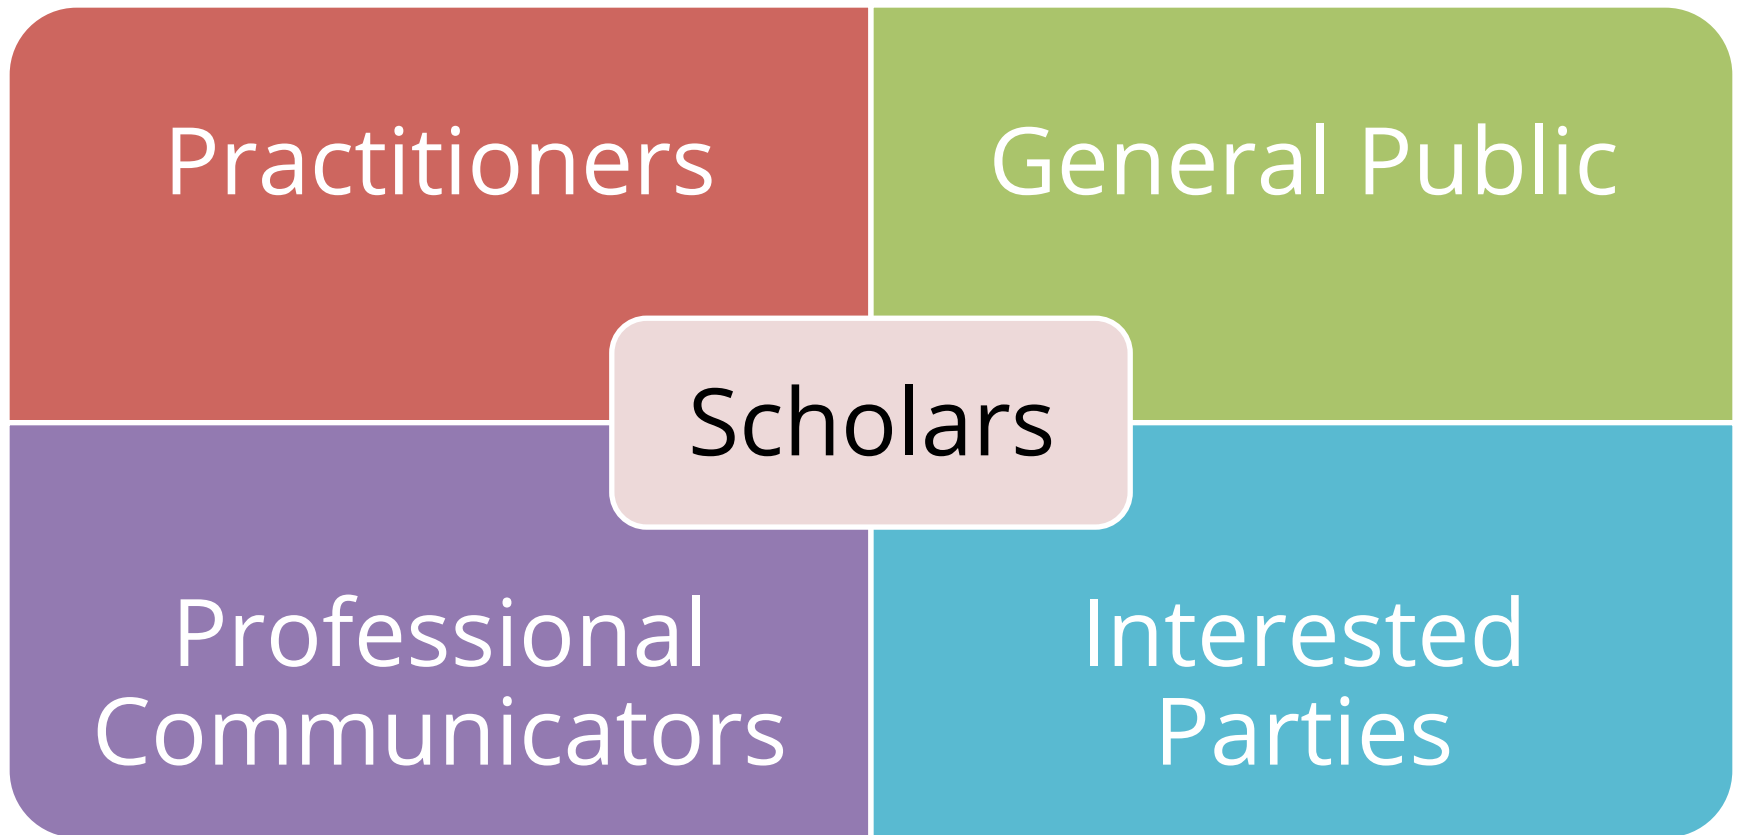 Practitioners
General Public
Scholars
Professional
Communicators
Interested
Parties